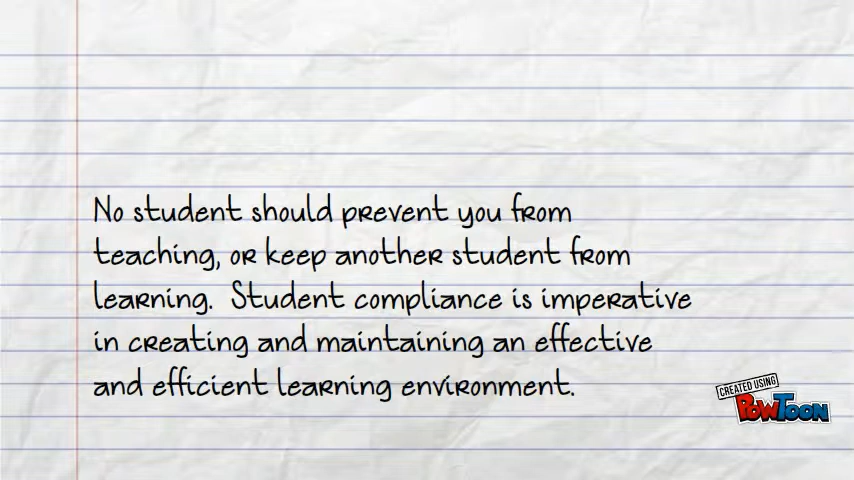 No student should prevent you from
teaching, or keep another student from
learning.  Student compliance is imperative
in creating and maintaining an effective
and efficient learning environment.
CREATED USING
POWTOON